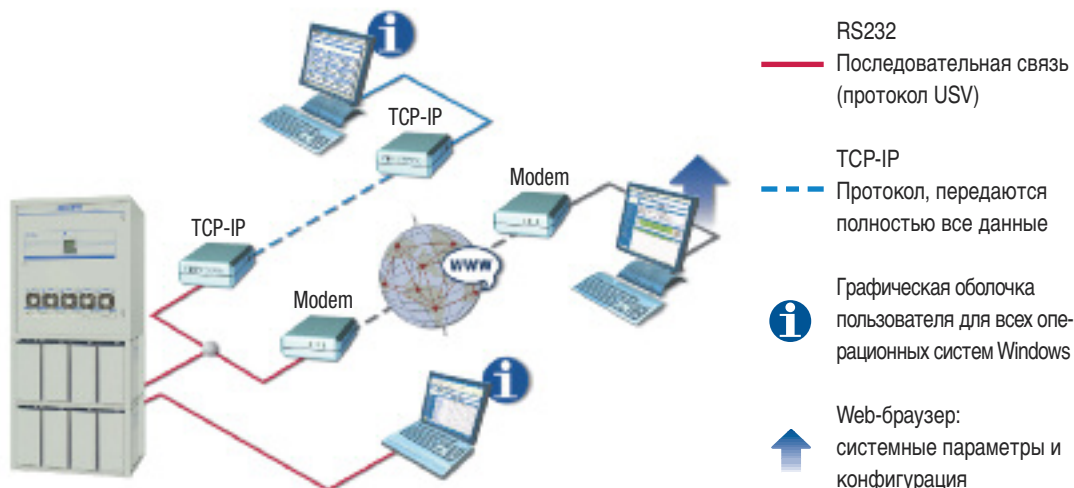 TCP-IP
Modem
TCP-IP
Modem
WWW
RS232
Последовательная связь
(протокол USV)
TCP-IP
Протокол, передаются
полностью все данные
Графическая оболочка
пользователя для всех опе-
рационных систем Windows
Web-браузер:
системные параметры и
конфигурация